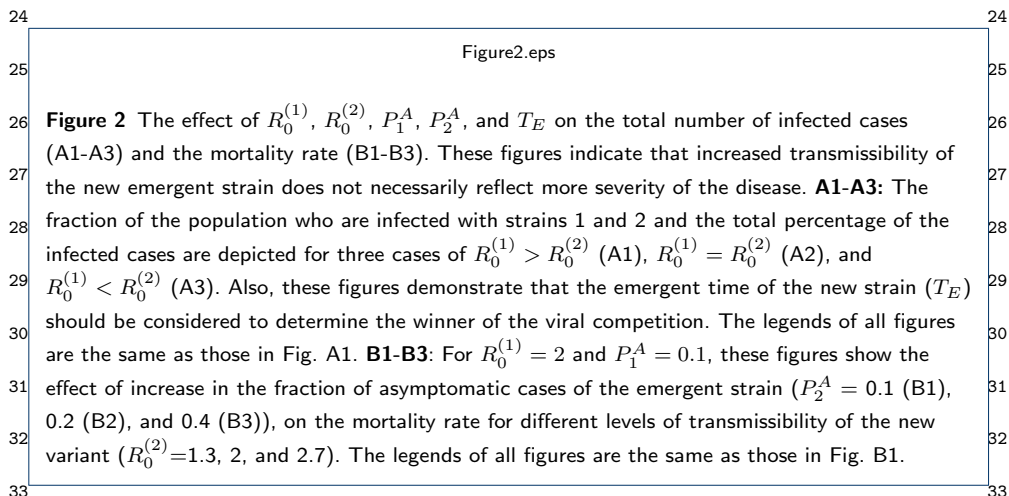 24 24
Figure2.eps
25 25
26 Figure 2 The effect of R_0^{(1)}, R_0^{(2)}, P_1^A, P_2^A, and T_E on the total number of infected cases 26
(A1-A3) and the mortality rate (B1-B3). These figures indicate that increased transmissibility of
27 the new emergent strain does not necessarily reflect more severity of the disease. A1-A3: The 27
28 fraction of the population who are infected with strains 1 and 2 and the total percentage of the 28
infected cases are depicted for three cases of R_0^{(1)} > R_0^{(2)} (A1), R_0^{(1)} = R_0^{(2)} (A2), and
29 R_0^{(1)} < R_0^{(2)} (A3). Also, these figures demonstrate that the emergent time of the new strain (T_E) 29
30 should be considered to determine the winner of the viral competition. The legends of all figures 30
are the same as those in Fig. A1. B1-B3: For R_0^{(1)} = 2 and P_1^A = 0.1, these figures show the
31 effect of increase in the fraction of asymptomatic cases of the emergent strain (P_2^A = 0.1 (B1), 31
0.2 (B2), and 0.4 (B3)), on the mortality rate for different levels of transmissibility of the new
32 variant (R_0^{(2)}=1.3, 2, and 2.7). The legends of all figures are the same as those in Fig. B1. 32
33 33